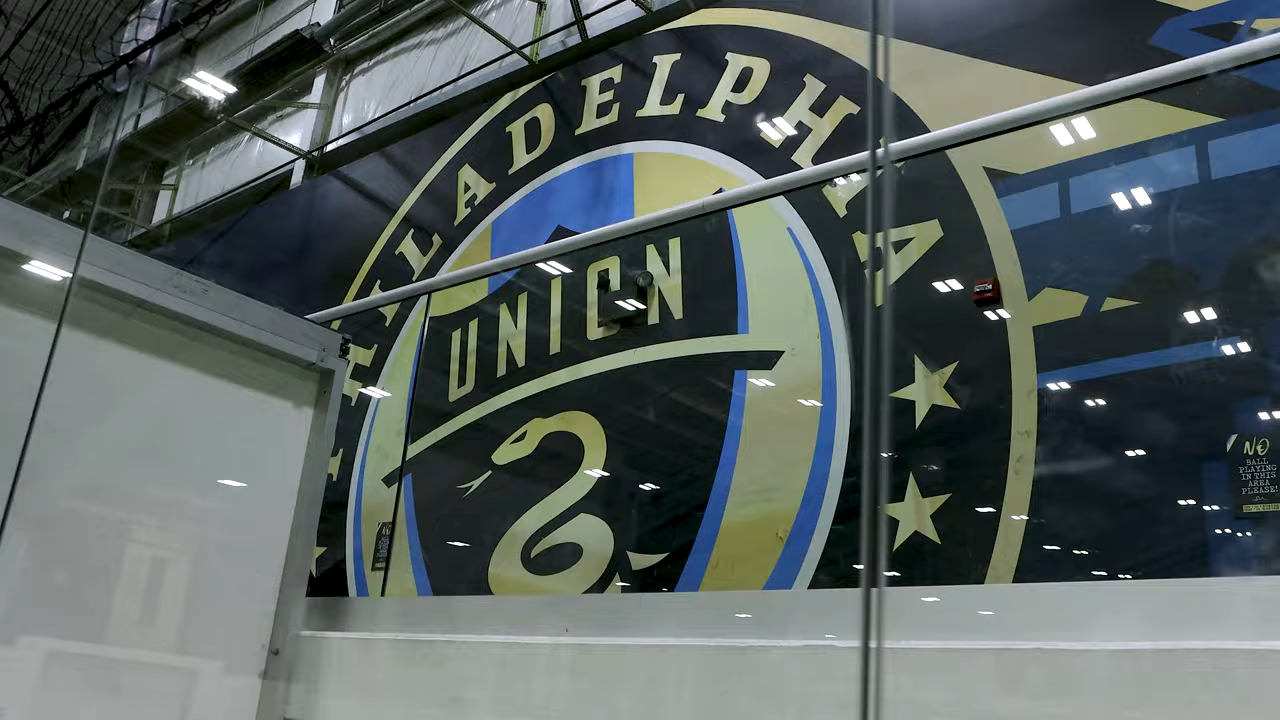 PHILADELPHIA
UNION
NO
BALL
PLAYING
IN THIS
AREA
PLEASE!